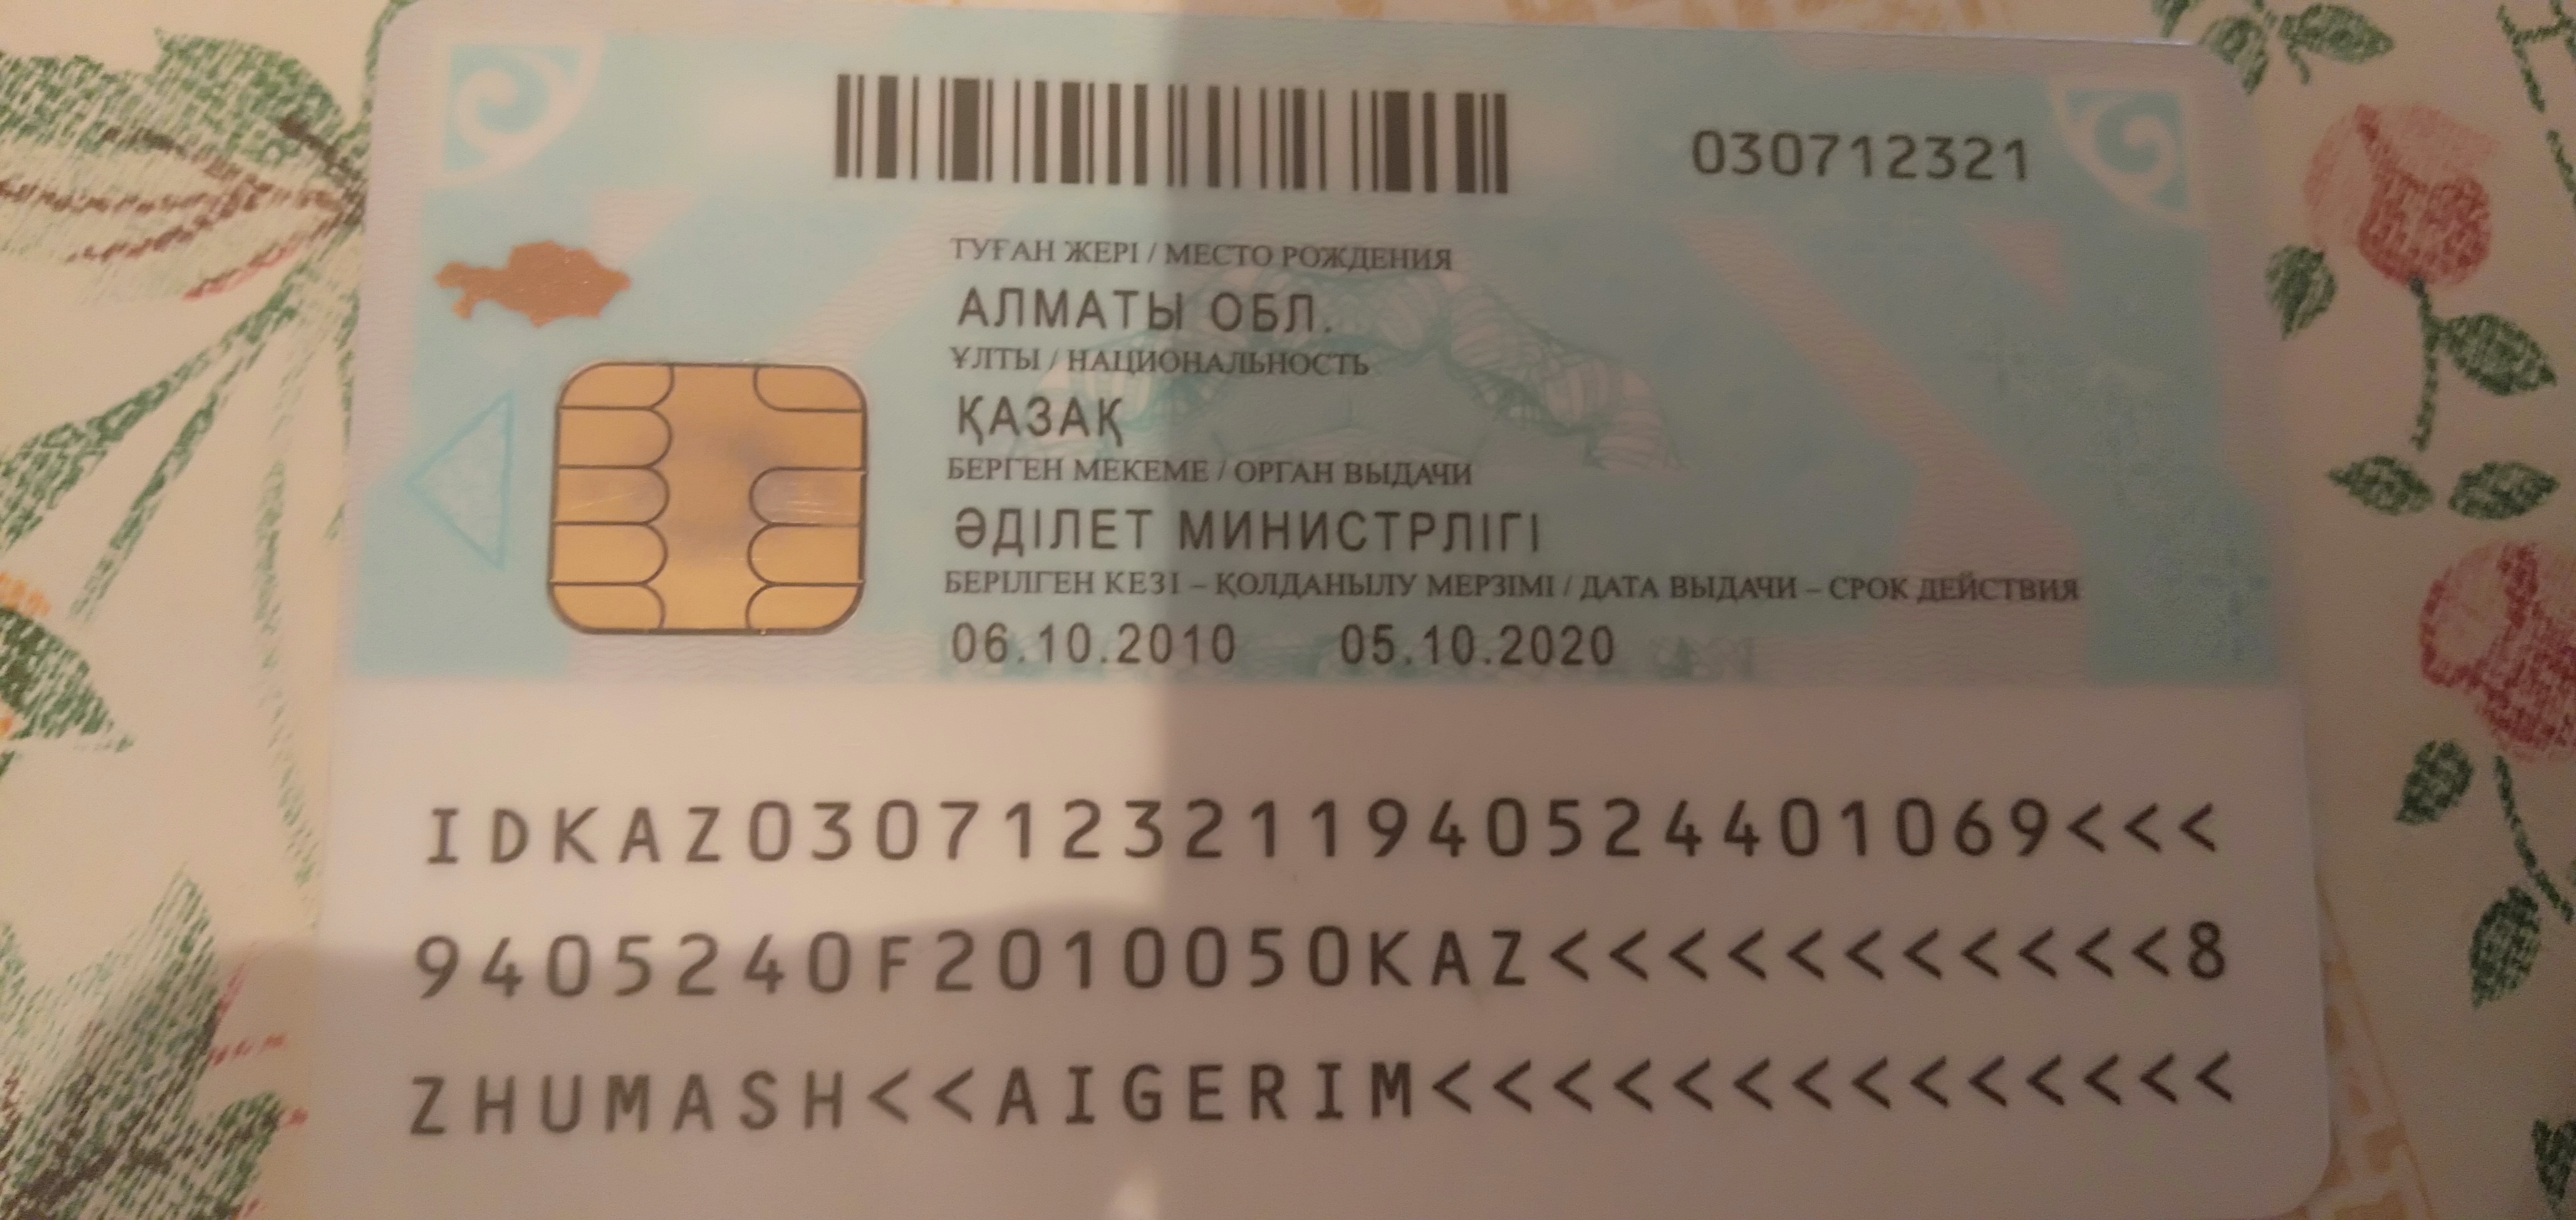 030712321
ТУҒАН ЖЕРІ / МЕСТО РОЖДЕНИЯ
АЛМАТЫ ОБЛ.
ҰЛТЫ / НАЦИОНАЛЬНОСТЬ
ҚАЗАҚ
БЕРГЕН МЕКЕМЕ / ОРГАН ВЫДАЧИ
ӘДІЛЕТ МИНИСТРЛІГІ
БЕРІЛГЕН КЕЗІ – ҚОЛДАНЫЛУ МЕРЗІМІ / ДАТА ВЫДАЧИ – СРОК ДЕЙСТВИЯ
06.10.2010 05.10.2020
IDKAZ0307123211940524401069<<<
9405240F2010050KAZ<<<<<<<<<<<8
ZHUMASH<<AIGERIM<<<<<<<<<<<<<<